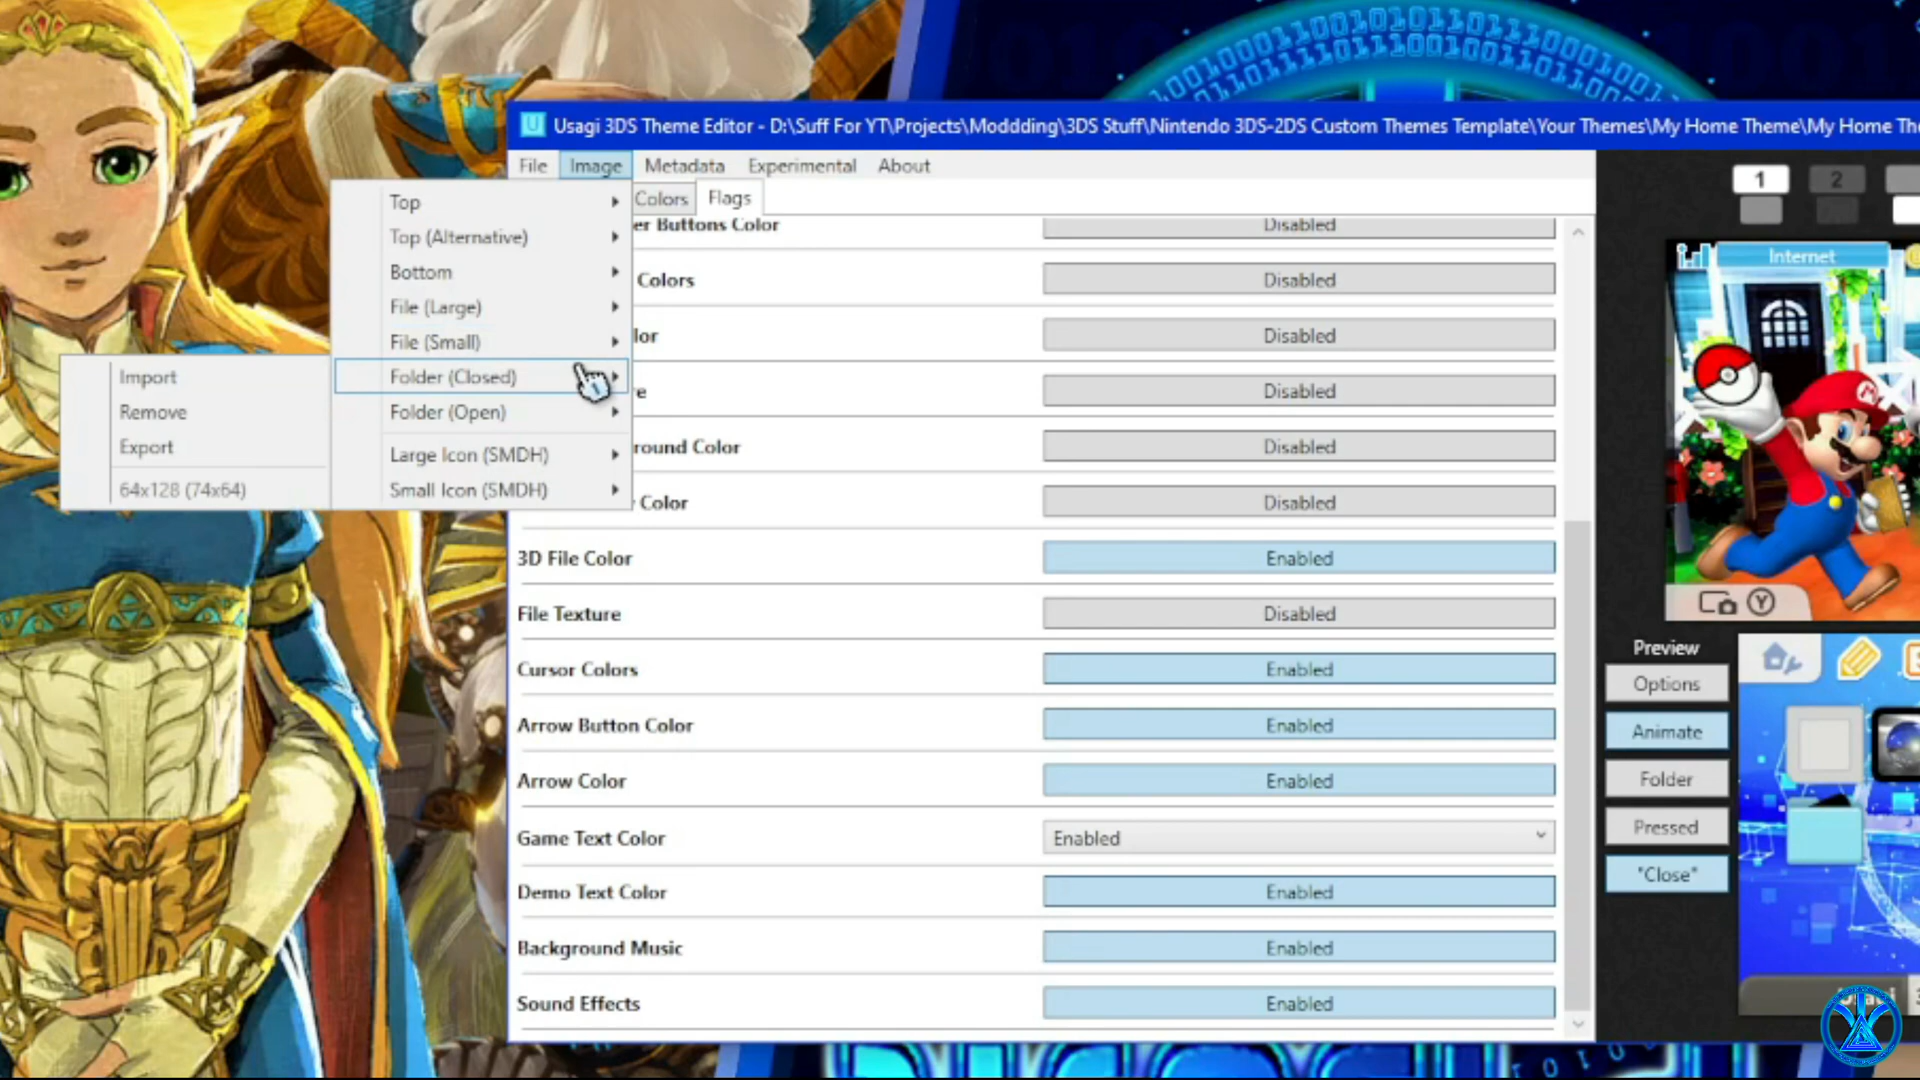 Usagi 3DS Theme Editor - D:\Suff For YT\Projects\Moddding\3DS Stuff\Nintendo 3DS-2DS Custom Themes Template\Your Themes\My Home Theme\My Home The
File Image Metadata Experimental About
Colors Flags
1 2
Top
Top (Alternative)
Bottom
File (Large)
File (Small)
Folder (Closed)
Folder (Open)
Large Icon (SMDH)
Small Icon (SMDH)
Import
Remove
Export
64x128 (74x64)
er Buttons Color Disabled
Colors Disabled
lor Disabled
re Disabled
round Color Disabled
Color Disabled
3D File Color Enabled
File Texture Disabled
Cursor Colors Enabled
Arrow Button Color Enabled
Arrow Color Enabled
Game Text Color Enabled
Demo Text Color Enabled
Background Music Enabled
Sound Effects Enabled
Internet
Y
Preview
Options
Animate
Folder
Pressed
"Close"